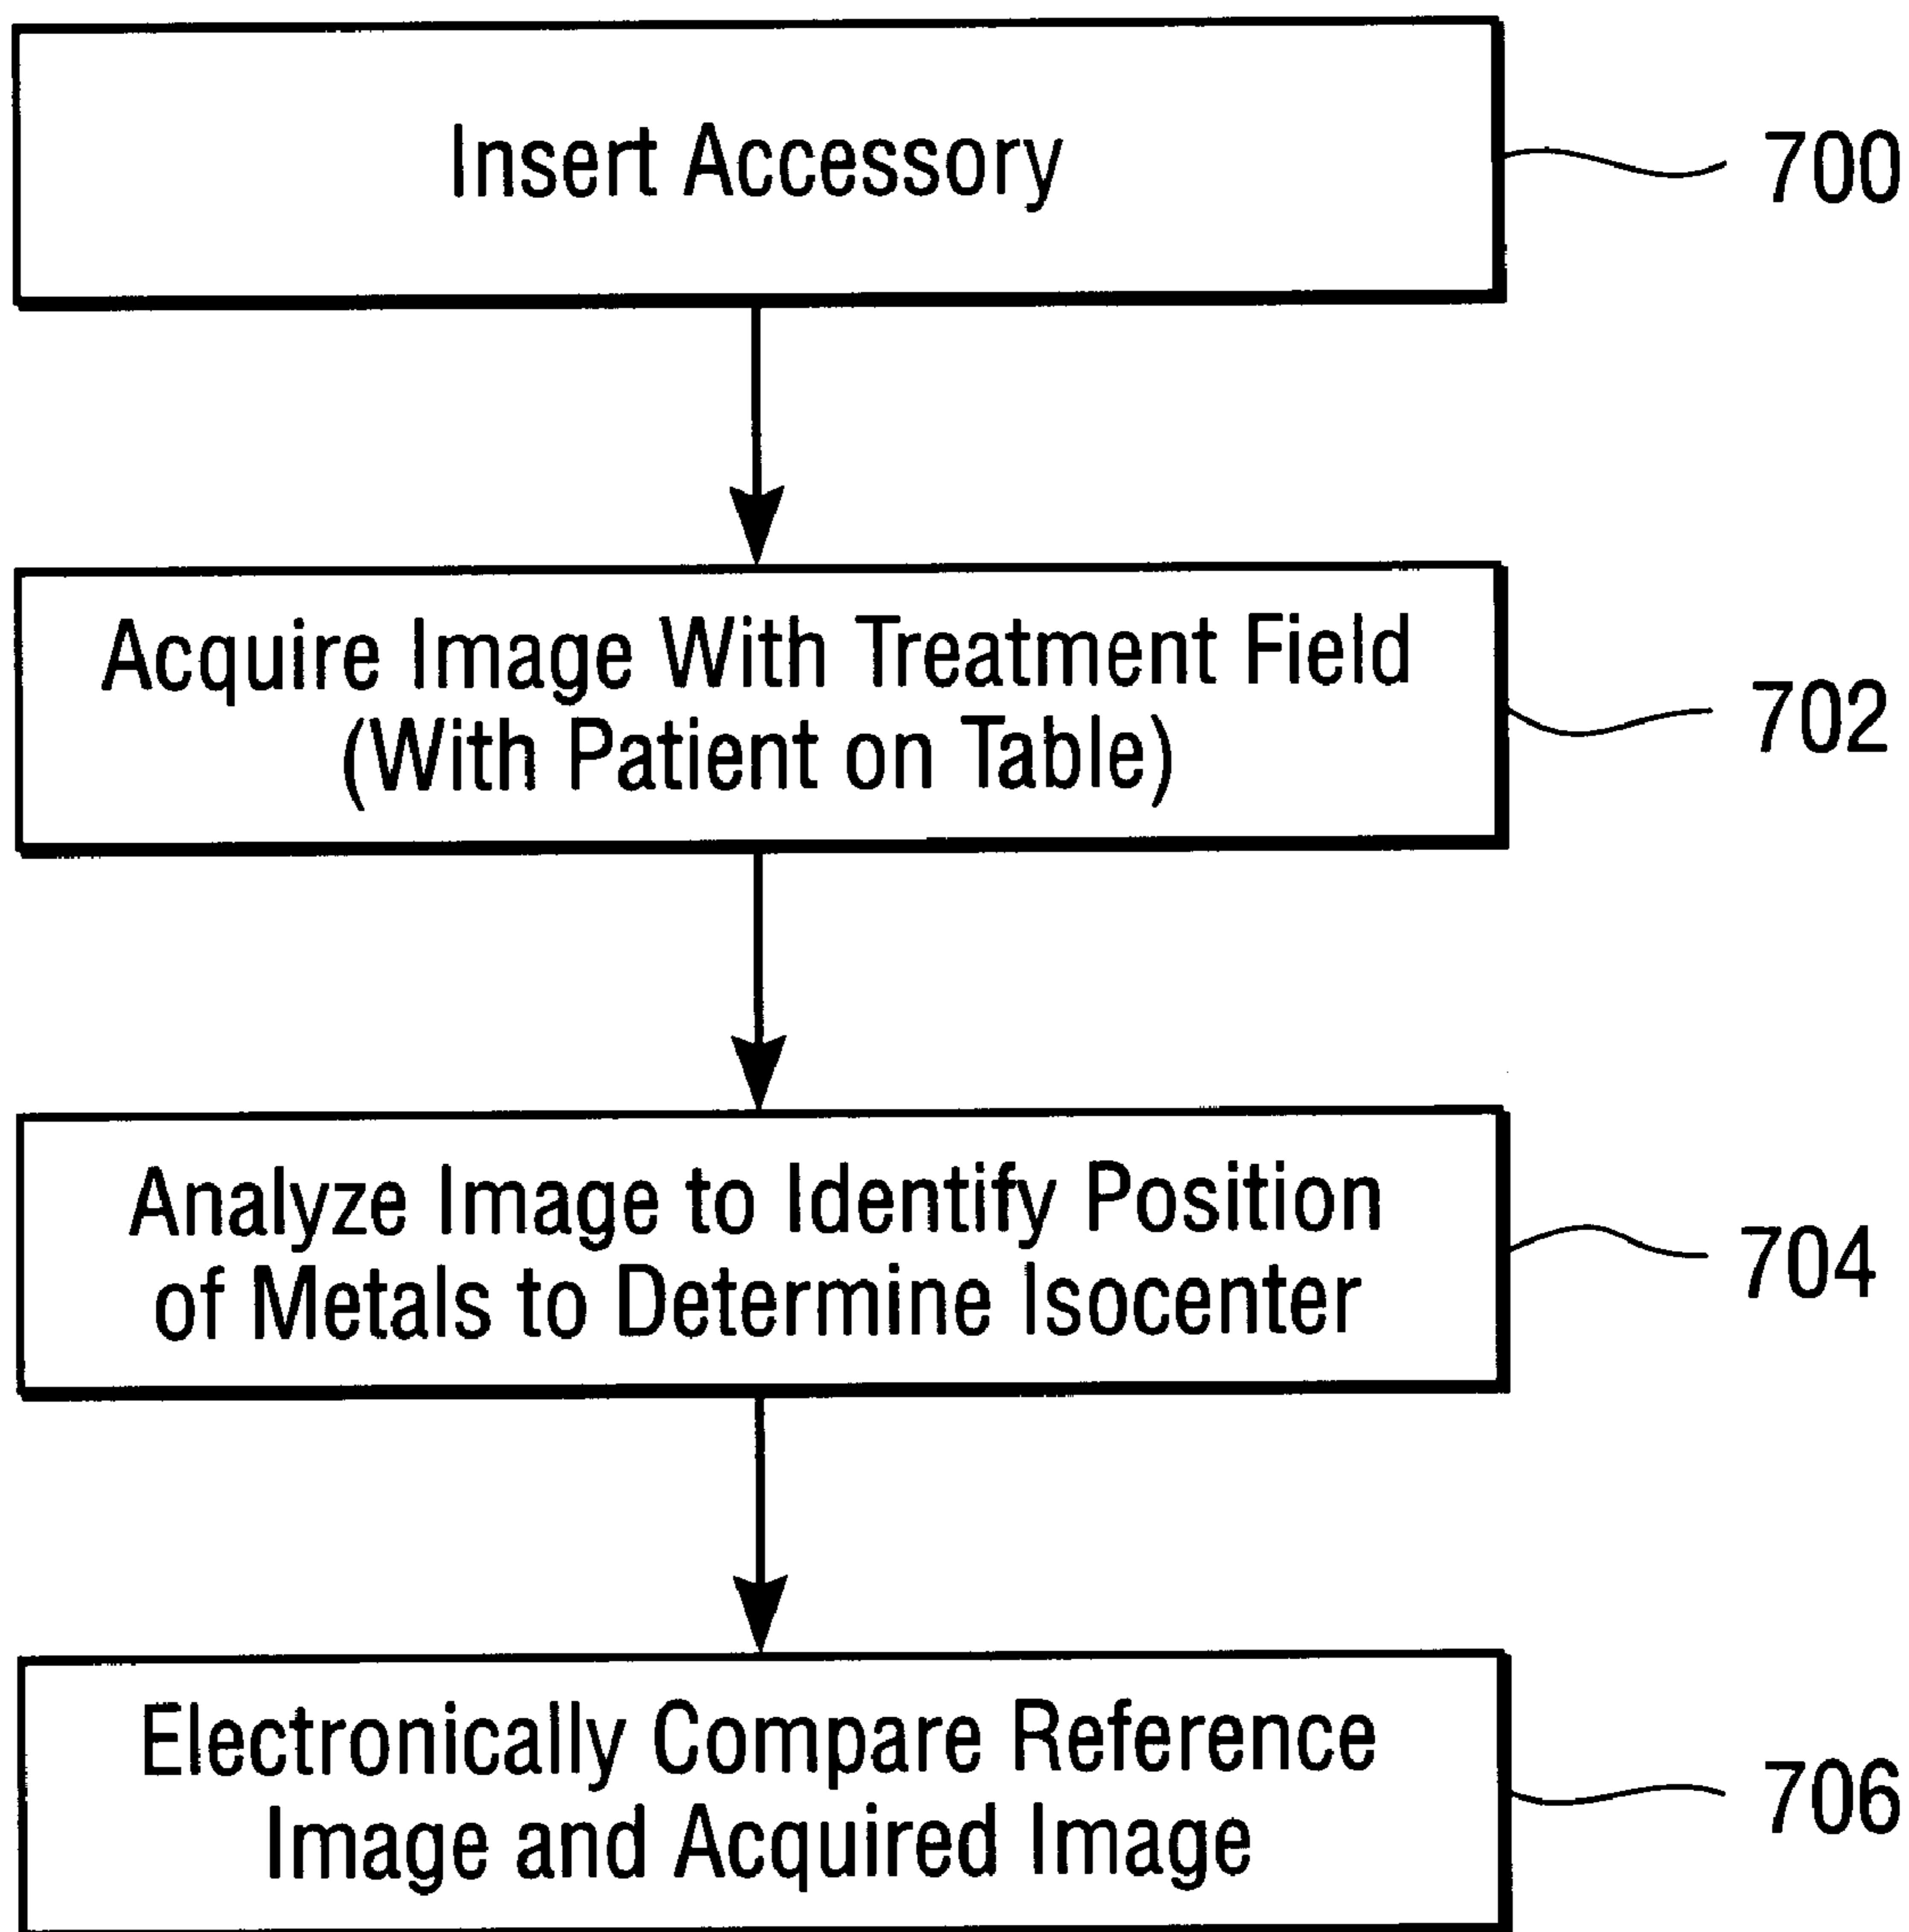 Insert Accessory
700
Acquire Image With Treatment Field
(With Patient on Table)
702
Analyze Image to Identify Position
of Metals to Determine Isocenter
704
Electronically Compare Reference
Image and Acquired Image
706